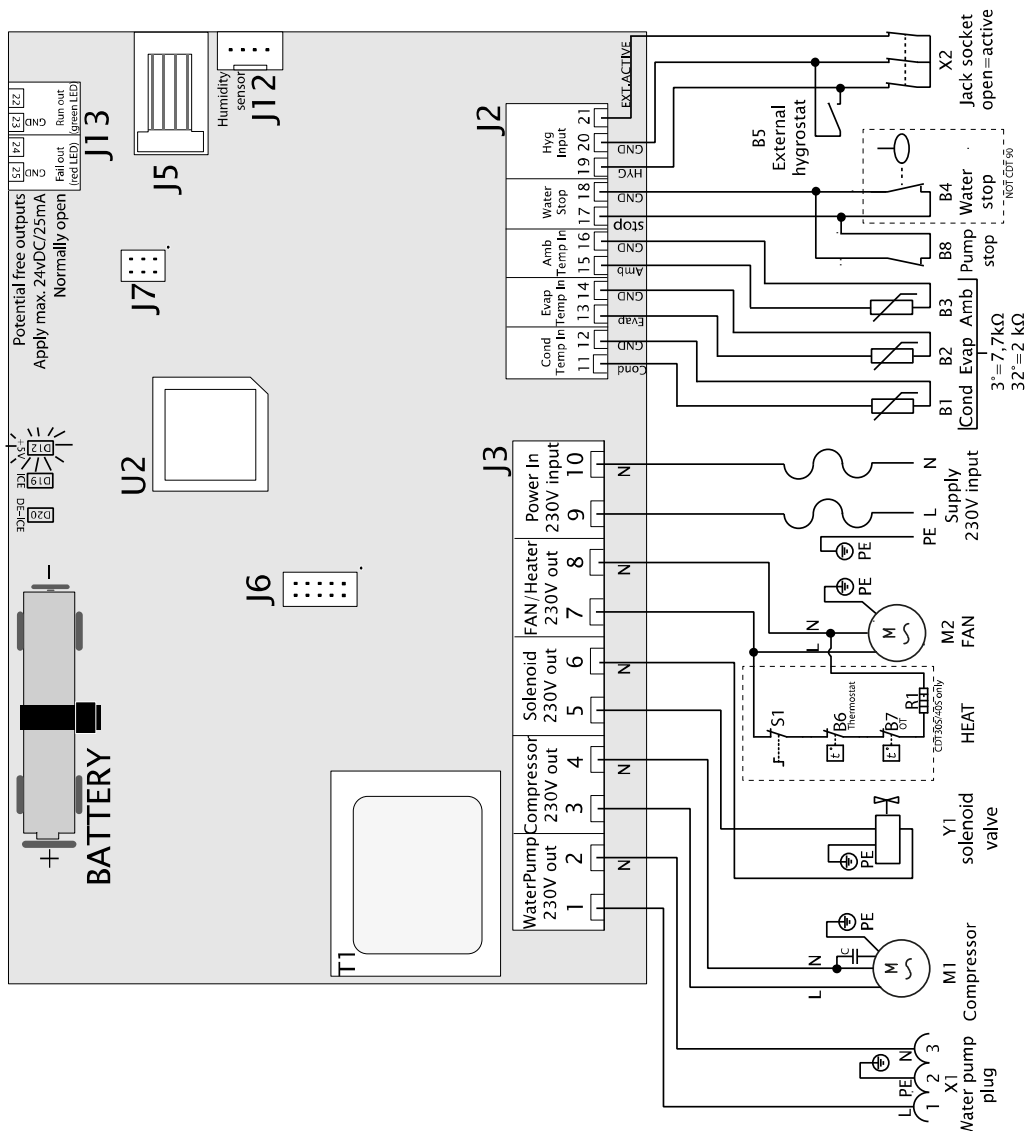 Potential free outputs
Apply max. 24vDC/25mA
Normally open
22
23
GND
Run out
(green LED)
24
25
GND
Fail out
(red LED)
J13
J5
Humidity
sensor
J12
J7
U2
+5V
D12
ICE
D19
DE-ICE
D20
J6
BATTERY
+
−
T1
J2
EXT.ACTIVE
Hyg
Input
21
20
19
GND
HYG
Water
Stop
18
17
GND
stop
Amb
Temp In
16
15
GND
Amb
Evap
Temp In
14
13
GND
Evap
Cond
Temp In
12
11
GND
Cond
J3
Power In
230V input
10
9
N
FAN/Heater
230V out
8
7
N
Solenoid
230V out
6
5
N
Compressor
230V out
4
3
N
WaterPump
230V out
2
1
N
X2
Jack socket
open=active
B5
External
hygrostat
B4
Water
stop
NOT CDT 90
B8
Pump
stop
B3
Amb
B2
Evap
B1
Cond
3°=7,7kΩ
32°=2 kΩ
N
L
PE
Supply
230V input
PE
PE
N
L
M
M2
FAN
S1
B6
Thermostat
t°
B7
OT
t°
R1
CDT30S/40S only
HEAT
PE
Y1
solenoid
valve
PE
C
N
L
M
M1
Compressor
N
PE
L
3
2
1
X1
Water pump
plug